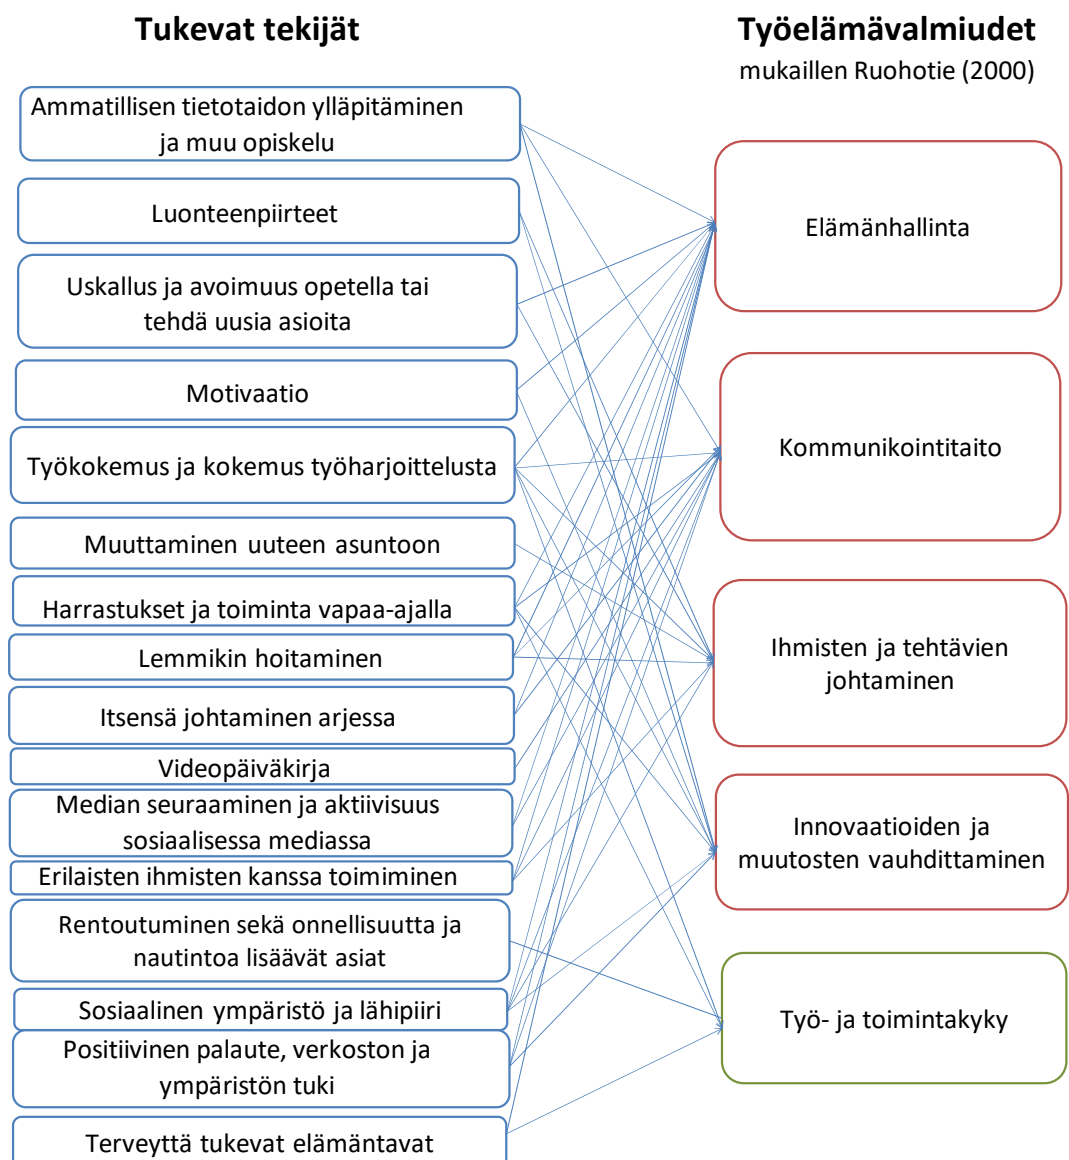 Tukevat tekijät
Työelämävalmiudet
mukaillen Ruohotie (2000)
Ammatillisen tietotaidon ylläpitäminen
ja muu opiskelu
Luonteenpiirteet
Uskallus ja avoimuus opetella tai
tehdä uusia asioita
Motivaatio
Työkokemus ja kokemus työharjoittelusta
Muuttaminen uuteen asuntoon
Harrastukset ja toiminta vapaa-ajalla
Lemmikin hoitaminen
Itsensä johtaminen arjessa
Videopäiväkirja
Median seuraaminen ja aktiivisuus
sosiaalisessa mediassa
Erilaisten ihmisten kanssa toimiminen
Rentoutuminen sekä onnellisuutta ja
nautintoa lisäävät asiat
Sosiaalinen ympäristö ja lähipiiri
Positiivinen palaute, verkoston ja
ympäristön tuki
Terveyttä tukevat elämäntavat
Elämänhallinta
Kommunikointitaito
Ihmisten ja tehtävien
johtaminen
Innovaatioiden ja
muutosten vauhdittaminen
Työ- ja toimintakyky